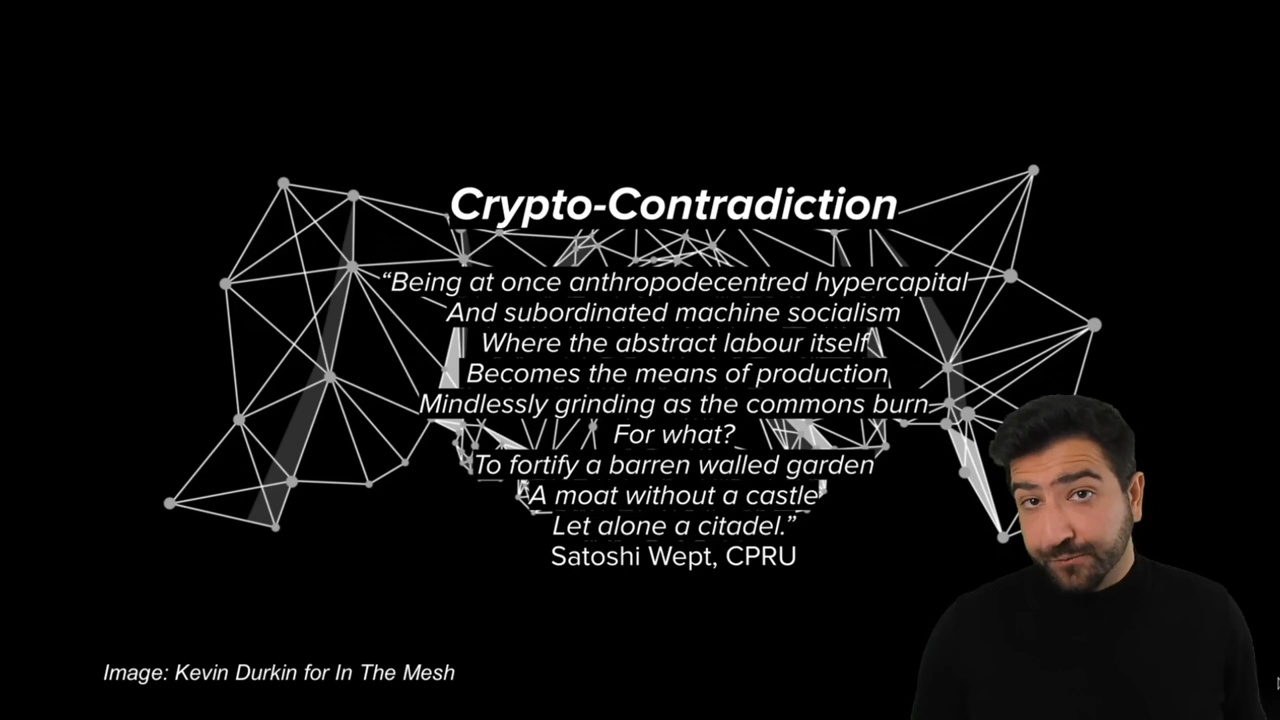 Crypto-Contradiction
“Being at once anthropodecentred hypercapital
And subordinated machine socialism
Where the abstract labour itself
Becomes the means of production
Mindlessly grinding as the commons burn
For what?
To fortify a barren walled garden
A moat without a castle
Let alone a citadel.”
Satoshi Wept, CPRU
Image: Kevin Durkin for In The Mesh